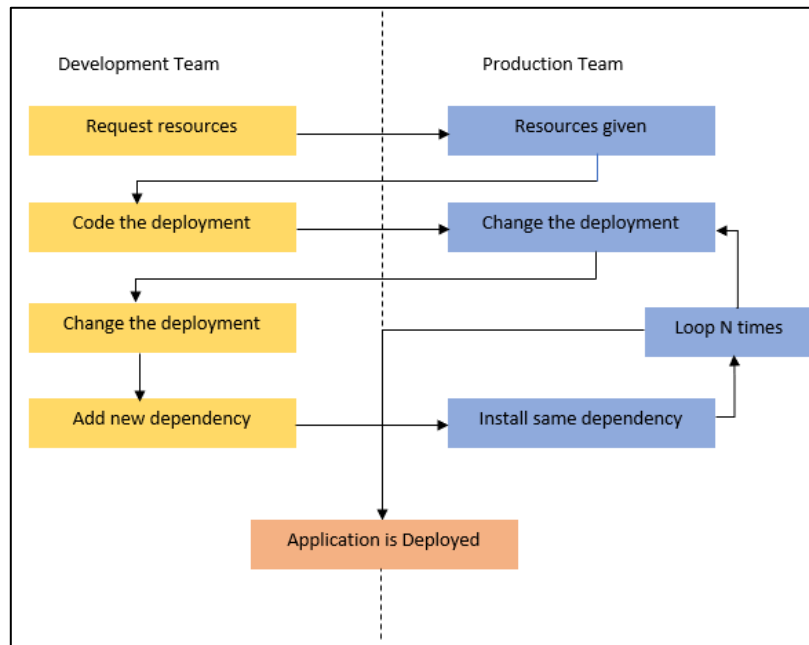 Development Team
Production Team
Request resources
Resources given
Code the deployment
Change the deployment
Change the deployment
Loop N times
Add new dependency
Install same dependency
Application is Deployed